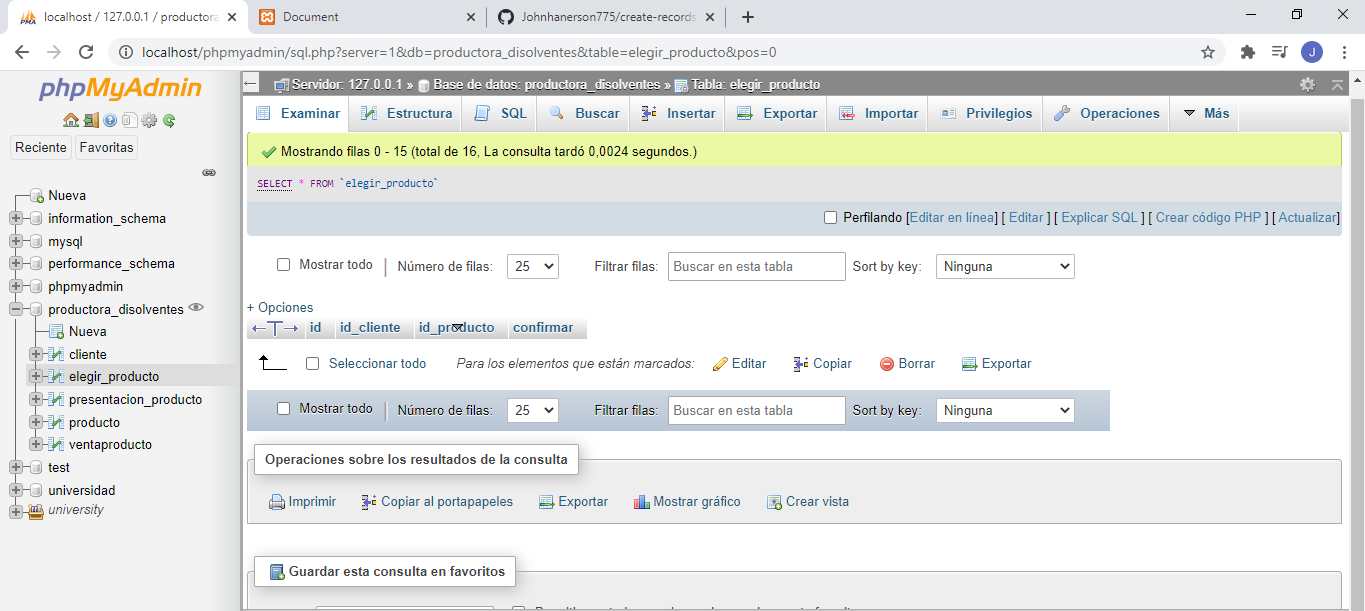 localhost / 127.0.0.1 / productora
Document
Johnhanerson775/create-records
localhost/phpmyadmin/sql.php?server=1&db=productora_disolventes&table=elegir_producto&pos=0
J
phpMyAdmin
Reciente
Favoritas
Nueva
information_schema
mysql
performance_schema
phpmyadmin
productora_disolventes
Nueva
cliente
elegir_producto
presentacion_producto
producto
ventaproducto
test
universidad
university
Servidor: 127.0.0.1 » Base de datos: productora_disolventes » Tabla: elegir_producto
Examinar Estructura SQL Buscar Insertar Exportar Importar Privilegios Operaciones Más
Mostrando filas 0 - 15 (total de 16, La consulta tardó 0,0024 segundos.)
SELECT * FROM `elegir_producto`
Perfilando [Editar en línea] [ Editar ] [ Explicar SQL ] [ Crear código PHP ] [ Actualizar]
Mostrar todo | Número de filas: 25 Filtrar filas: Buscar en esta tabla Sort by key: Ninguna
+ Opciones
←T→ id id_cliente id_producto confirmar
Seleccionar todo Para los elementos que están marcados: Editar Copiar Borrar Exportar
Mostrar todo | Número de filas: 25 Filtrar filas: Buscar en esta tabla Sort by key: Ninguna
Operaciones sobre los resultados de la consulta
Imprimir Copiar al portapapeles Exportar Mostrar gráfico Crear vista
Guardar esta consulta en favoritos